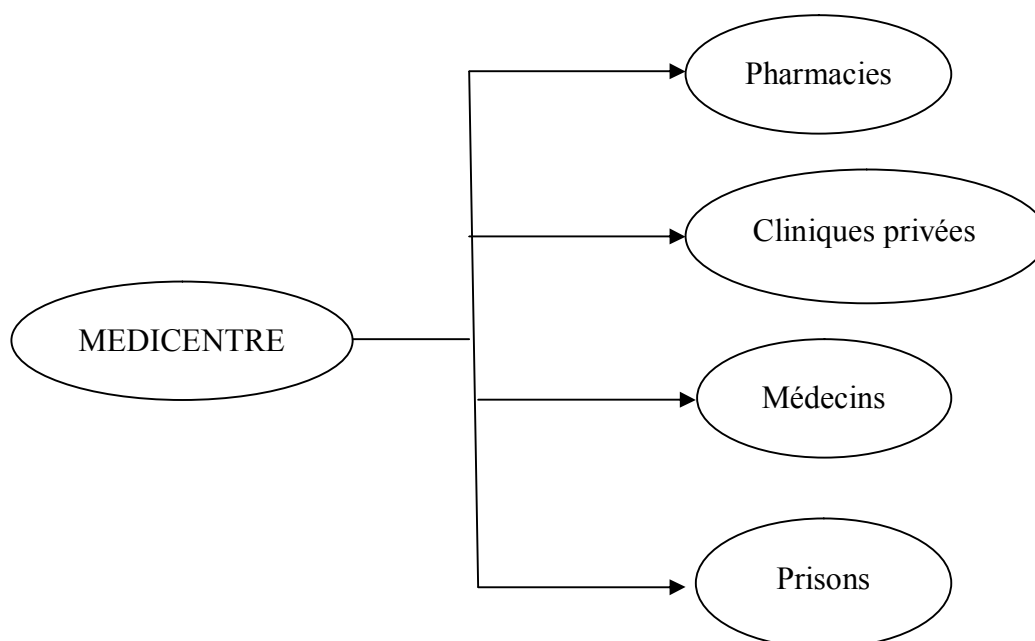 Pharmacies
Cliniques privées
MEDICENTRE
Médecins
Prisons